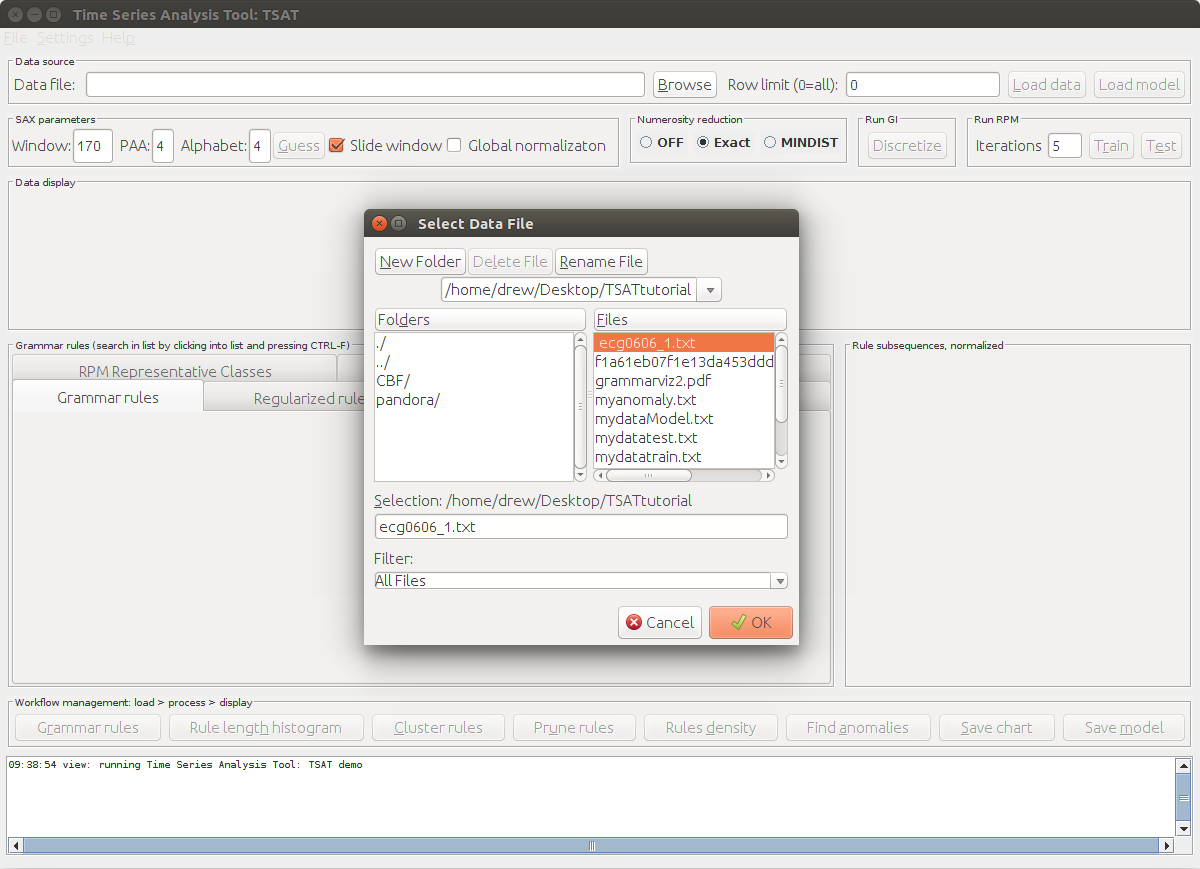 Time Series Analysis Tool: TSAT
File Settings Help
Data source
Data file: Browse Row limit (0=all): 0 Load data Load model
SAX parameters
Window: 170 PAA: 4 Alphabet: 4 Guess Slide window Global normalizaton
Numerosity reduction
OFF Exact MINDIST
Run GI
Discretize
Run RPM
Iterations 5 Train Test
Data display
Select Data File
New Folder Delete File Rename File
/home/drew/Desktop/TSATtutorial
Folders
./
../
CBF/
pandora/
Files
ecg0606_1.txt
f1a61eb07f1e13da453ddd
grammarviz2.pdf
myanomaly.txt
mydataModel.txt
mydatatest.txt
mydatatrain.txt
Selection: /home/drew/Desktop/TSATtutorial
ecg0606_1.txt
Filter:
All Files
Cancel OK
Grammar rules (search in list by clicking into list and pressing CTRL-F)
RPM Representative Classes
Grammar rules Regularized rule
Rule subsequences, normalized
Workflow management: load > process > display
Grammar rules Rule length histogram Cluster rules Prune rules Rules density Find anomalies Save chart Save model
09:38:54 view: running Time Series Analysis Tool: TSAT demo